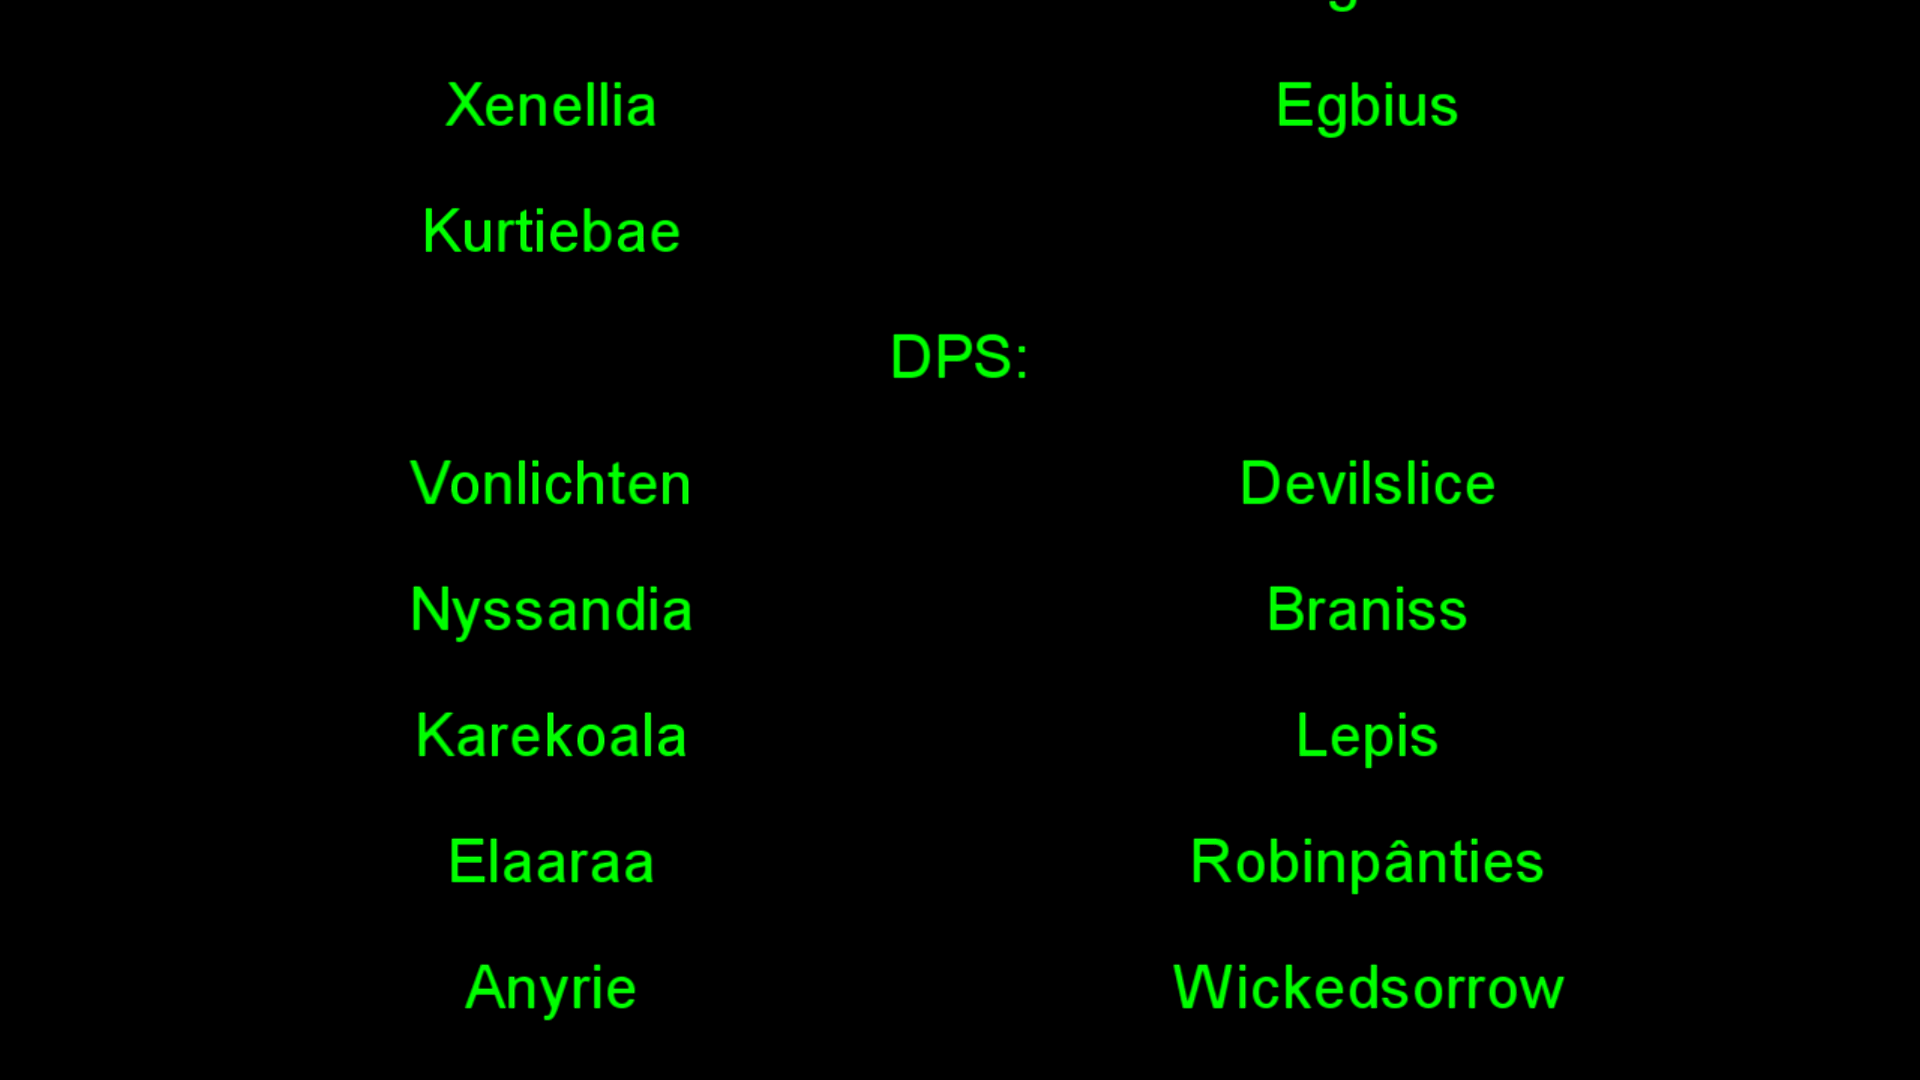 Xenellia Egbius
Kurtiebae
DPS:
Vonlichten Devilslice
Nyssandia Braniss
Karekoala Lepis
Elaaraa Robinpânties
Anyrie Wickedsorrow